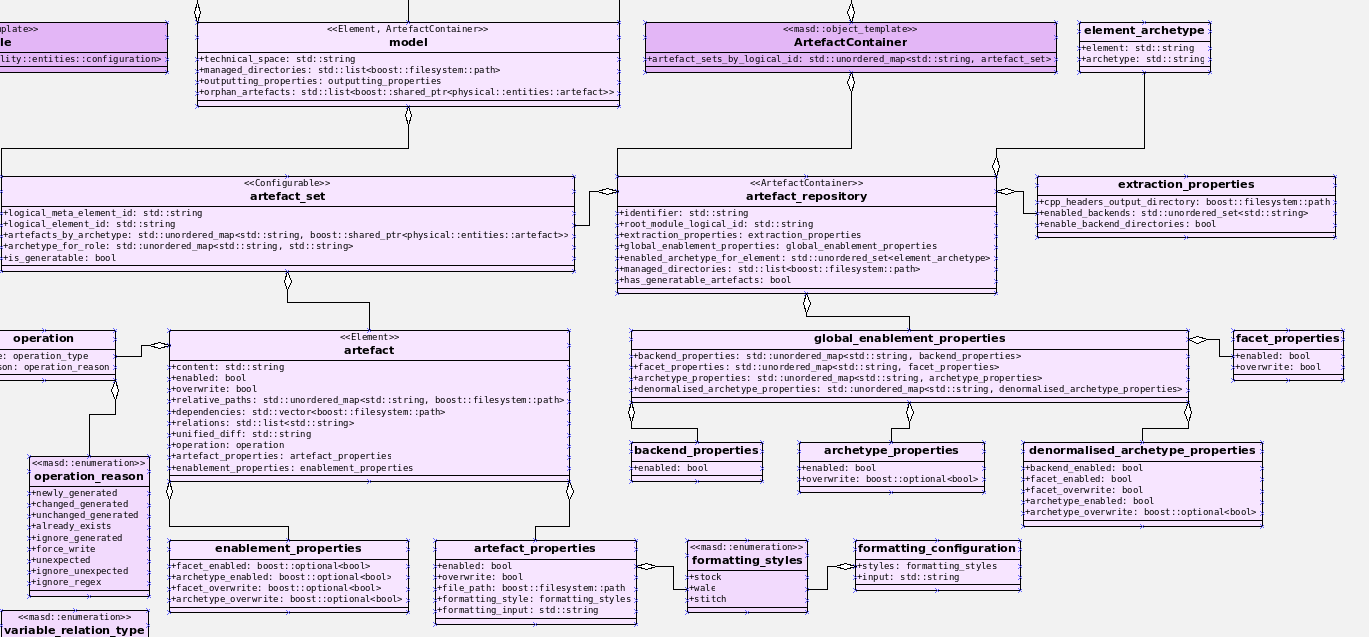 mplate>>
le
lity::entities::configuration>
<<Element, ArtefactContainer>>
model
+technical_space: std::string
+managed_directories: std::list<boost::filesystem::path>
+outputting_properties: outputting_properties
+orphan_artefacts: std::list<boost::shared_ptr<physical::entities::artefact>>
<<masd::object_template>>
ArtefactContainer
+artefact_sets_by_logical_id: std::unordered_map<std::string, artefact_set>
element_archetype
+element: std::string
+archetype: std::string
<<Configurable>>
artefact_set
+logical_meta_element_id: std::string
+logical_element_id: std::string
+artefacts_by_archetype: std::unordered_map<std::string, boost::shared_ptr<physical::entities::artefact>>
+archetype_for_role: std::unordered_map<std::string, std::string>
+is_generatable: bool
<<ArtefactContainer>>
artefact_repository
+identifier: std::string
+root_module_logical_id: std::string
+extraction_properties: extraction_properties
+global_enablement_properties: global_enablement_properties
+enabled_archetype_for_element: std::unordered_set<element_archetype>
+managed_directories: std::list<boost::filesystem::path>
+has_generatable_artefacts: bool
extraction_properties
+cpp_headers_output_directory: boost::filesystem::path
+enabled_backends: std::unordered_set<std::string>
+enable_backend_directories: bool
operation
e: operation_type
son: operation_reason
<<Element>>
artefact
+content: std::string
+enabled: bool
+overwrite: bool
+relative_paths: std::unordered_map<std::string, boost::filesystem::path>
+dependencies: std::vector<boost::filesystem::path>
+relations: std::list<std::string>
+unified_diff: std::string
+operation: operation
+artefact_properties: artefact_properties
+enablement_properties: enablement_properties
global_enablement_properties
+backend_properties: std::unordered_map<std::string, backend_properties>
+facet_properties: std::unordered_map<std::string, facet_properties>
+archetype_properties: std::unordered_map<std::string, archetype_properties>
+denormalised_archetype_properties: std::unordered_map<std::string, denormalised_archetype_properties>
facet_properties
+enabled: bool
+overwrite: bool
<<masd::enumeration>>
operation_reason
+newly_generated
+changed_generated
+unchanged_generated
+already_exists
+ignore_generated
+force_write
+unexpected
+ignore_unexpected
+ignore_regex
backend_properties
+enabled: bool
archetype_properties
+enabled: bool
+overwrite: boost::optional<bool>
denormalised_archetype_properties
+backend_enabled: bool
+facet_enabled: bool
+facet_overwrite: bool
+archetype_enabled: bool
+archetype_overwrite: boost::optional<bool>
enablement_properties
+facet_enabled: boost::optional<bool>
+archetype_enabled: boost::optional<bool>
+facet_overwrite: boost::optional<bool>
+archetype_overwrite: boost::optional<bool>
artefact_properties
+enabled: bool
+overwrite: bool
+file_path: boost::filesystem::path
+formatting_style: formatting_styles
+formatting_input: std::string
<<masd::enumeration>>
formatting_styles
+stock
+wale
+stitch
formatting_configuration
+styles: formatting_styles
+input: std::string
<<masd::enumeration>>
variable_relation_type